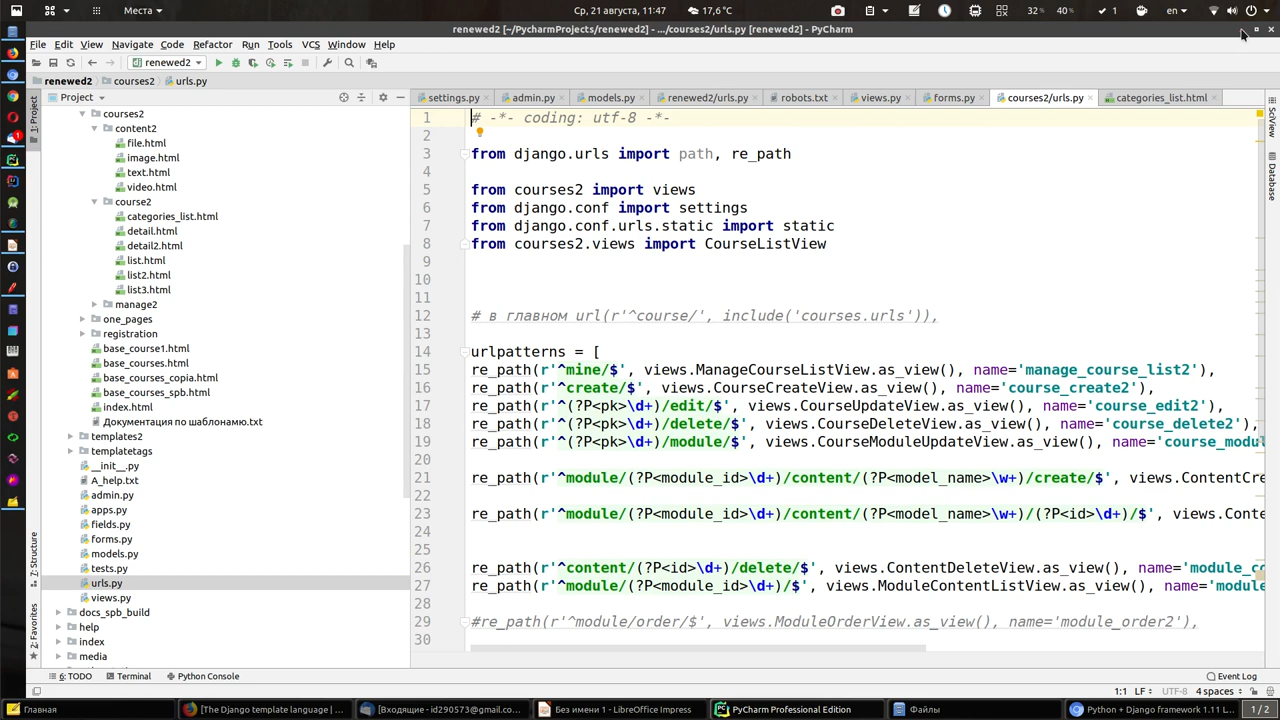 Места
Ср, 21 августа, 11:47
17,6°C
32%
40%
1
en
renewed2 [~/PycharmProjects/renewed2] - .../courses2/urls.py [renewed2] - PyCharm
File Edit View Navigate Code Refactor Run Tools VCS Window Help
renewed2
renewed2 courses2 urls.py
Project
settings.py admin.py models.py renewed2/urls.py robots.txt views.py forms.py courses2/urls.py categories_list.html
1: Project
7: Structure
2: Favorites
SciView
Database
courses2
content2
file.html
image.html
text.html
video.html
course2
categories_list.html
detail.html
detail2.html
list.html
list2.html
list3.html
manage2
one_pages
registration
base_course1.html
base_courses.html
base_courses_copia.html
base_courses_spb.html
index.html
Документация по шаблонамю.txt
templates2
templatetags
__init__.py
A_help.txt
admin.py
apps.py
fields.py
forms.py
models.py
tests.py
urls.py
views.py
docs_spb_build
help
index
media
1 # -*- coding: utf-8 -*-
2
3 from django.urls import path, re_path
4
5 from courses2 import views
6 from django.conf import settings
7 from django.conf.urls.static import static
8 from courses2.views import CourseListView
9
10
11
12 # в главном url(r'^course/', include('courses.urls')),
13
14 urlpatterns = [
15 re_path(r'^mine/$', views.ManageCourseListView.as_view(), name='manage_course_list2'),
16 re_path(r'^create/$', views.CourseCreateView.as_view(), name='course_create2'),
17 re_path(r'^(?P<pk>\d+)/edit/$', views.CourseUpdateView.as_view(), name='course_edit2'),
18 re_path(r'^(?P<pk>\d+)/delete/$', views.CourseDeleteView.as_view(), name='course_delete2'),
19 re_path(r'^(?P<pk>\d+)/module/$', views.CourseModuleUpdateView.as_view(), name='course_modu
20
21 re_path(r'^module/(?P<module_id>\d+)/content/(?P<model_name>\w+)/create/$', views.ContentCre
22
23 re_path(r'^module/(?P<module_id>\d+)/content/(?P<model_name>\w+)/(?P<id>\d+)/$', views.Conte
24
25
26 re_path(r'^content/(?P<id>\d+)/delete/$', views.ContentDeleteView.as_view(), name='module_co
27 re_path(r'^module/(?P<module_id>\d+)/$', views.ModuleContentListView.as_view(), name='module
28
29 #re_path(r'^module/order/$', views.ModuleOrderView.as_view(), name='module_order2'),
30
6: TODO Terminal Python Console Event Log
1:1 LF UTF-8 4 spaces
Главная
[The Django template language | ...
[Входящие - id290573@gmail.co...
Без имени 1 - LibreOffice Impress
PyCharm Professional Edition
Файлы
Python + Django framework 1.11 L...
1 / 2